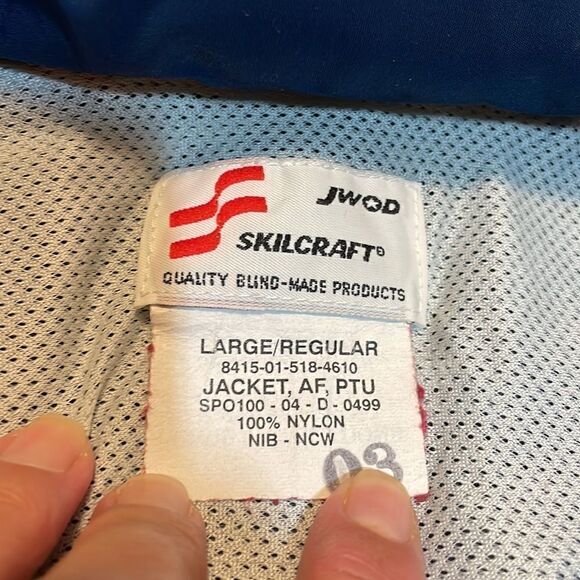 JWOD
SKILCRAFT®
QUALITY BLIND-MADE PRODUCTS
LARGE/REGULAR
8415-01-518-4610
JACKET, AF, PTU
SPO100 - 04 - D - 0499
100% NYLON
NIB - NCW
03